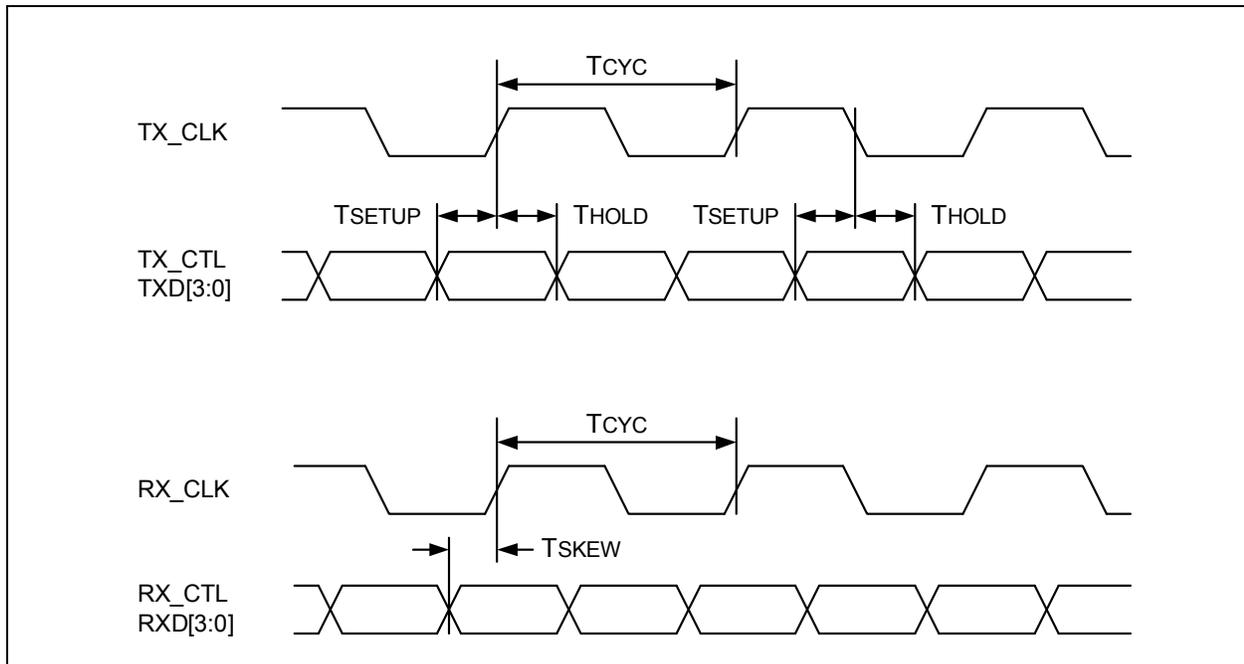 TCYC
TX_CLK
TSETUP THOLD TSETUP THOLD
TX_CTL
TXD[3:0]
TCYC
RX_CLK
TSKEW
RX_CTL
RXD[3:0]